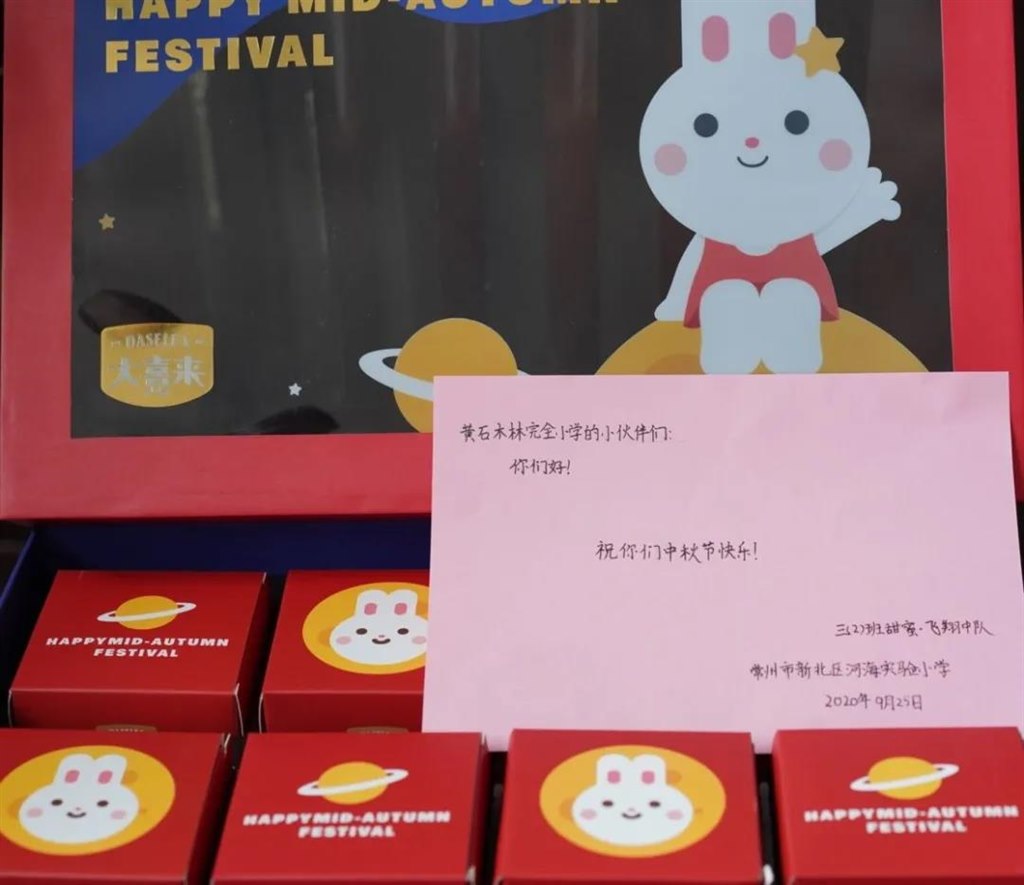 HAPPY MID-AUTUMN
FESTIVAL
DASELE
大喜来
黄石木林完全小学的小伙伴们:
你们好!
祝你们中秋节快乐!
三(2)班甜蜜·飞翔中队
常州市新北区河海实验小学
2020年9月25日
HAPPYMID-AUTUMN
FESTIVAL
HAPPYMID-AUTUMN
FESTIVAL
HAPPYMID-AUTUMN
FESTIVAL